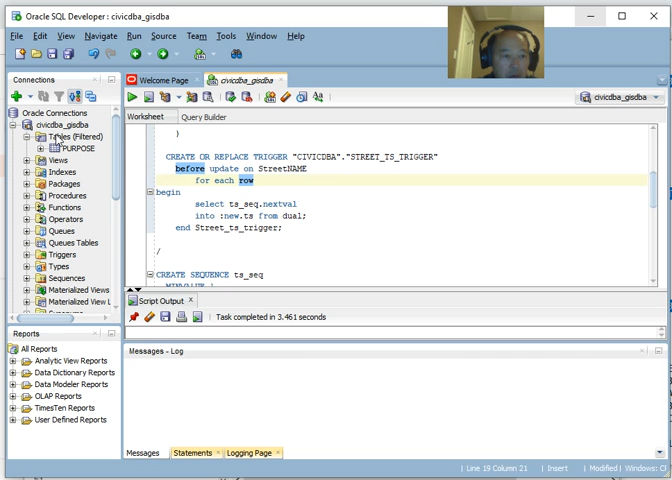 Oracle SQL Developer : civicdba_gisdba
File Edit View Navigate Run Source Team Tools Window Help
Connections
Welcome Page
civicdba_gisdba
civicdba_gisdba
Worksheet Query Builder
Oracle Connections
civicdba_gisdba
Tables (Filtered)
PURPOSE
Views
Indexes
Packages
Procedures
Functions
Operators
Queues
Queues Tables
Triggers
Types
Sequences
Materialized Views
Materialized View L
)
CREATE OR REPLACE TRIGGER "CIVICDBA"."STREET_TS_TRIGGER"
before update on StreetNAME
for each row
begin
select ts_seq.nextval
into :new.ts from dual;
end Street_ts_trigger;
/
CREATE SEQUENCE ts_seq
Script Output
Task completed in 3.461 seconds
Reports
All Reports
Analytic View Reports
Data Dictionary Reports
Data Modeler Reports
OLAP Reports
TimesTen Reports
User Defined Reports
Messages - Log
Messages Statements Logging Page
Line 19 Column 21 Insert Modified Windows: C